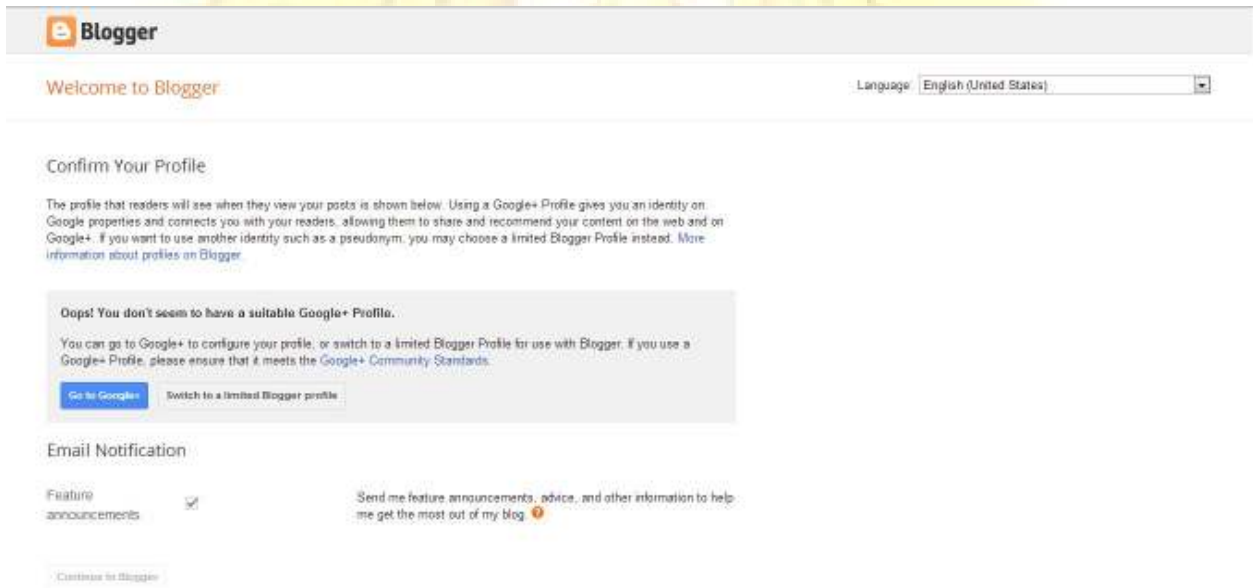 Blogger
Welcome to Blogger
Language English (United States)
Confirm Your Profile
The profile that readers will see when they view your posts is shown below. Using a Google+ Profile gives you an identity on
Google properties and connects you with your readers, allowing them to share and recommend your content on the web and on
Google+. If you want to use another identity such as a pseudonym, you may choose a limited Blogger Profile instead. More
information about profiles on Blogger.
Oops! You don't seem to have a suitable Google+ Profile.
You can go to Google+ to configure your profile, or switch to a limited Blogger Profile for use with Blogger. If you use a
Google+ Profile, please ensure that it meets the Google+ Community Standards.
Go to Google+ Switch to a limited Blogger profile
Email Notification
Feature
announcements
Send me feature announcements, advice, and other information to help
me get the most out of my blog.
Continue to Blogger